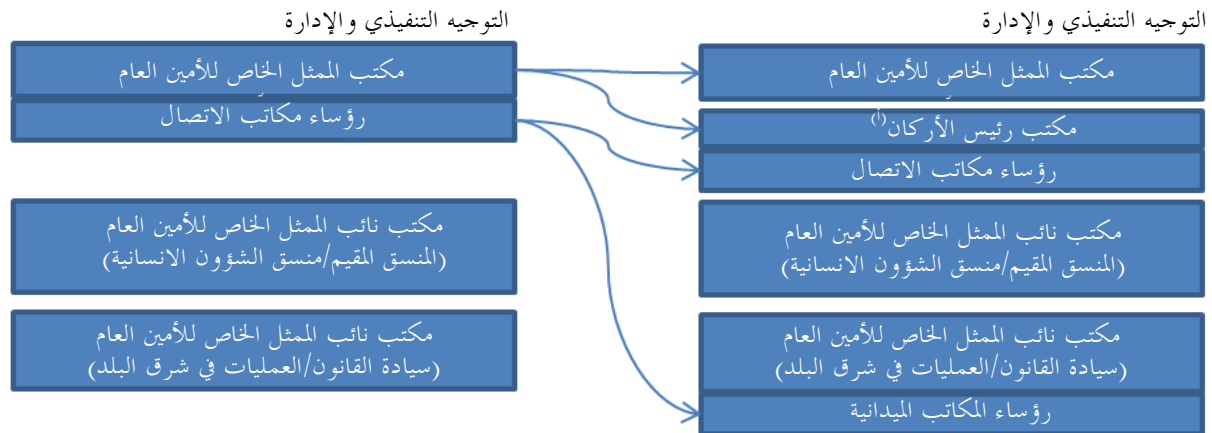 التوجيه التنفيذي والإدارة
مكتب الممثل الخاص للأمين العام
مكتب رئيس الأركان(أ)
رؤساء مكاتب الاتصال
مكتب نائب الممثل الخاص للأمين العام
(المنسق المقيم/منسق الشؤون الانسانية)
مكتب نائب الممثل الخاص للأمين العام
(سيادة القانون/العمليات في شرق البلد)
رؤساء المكاتب الميدانية
التوجيه التنفيذي والإدارة
مكتب الممثل الخاص للأمين العام
رؤساء مكاتب الاتصال
مكتب نائب الممثل الخاص للأمين العام
(المنسق المقيم/منسق الشؤون الانسانية)
مكتب نائب الممثل الخاص للأمين العام
(سيادة القانون/العمليات في شرق البلد)